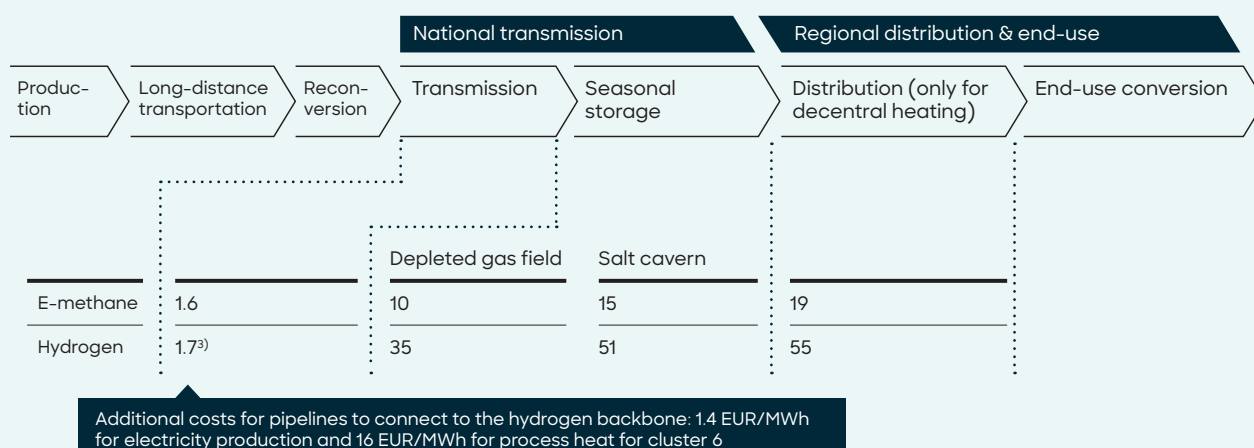 National transmission
Regional distribution & end-use
Produc-
tion
Long-distance
transportation
Recon-
version
Transmission
Seasonal
storage
Distribution (only for
decentral heating)
End-use conversion
Depleted gas field
Salt cavern
E-methane 1.6 10 15 19
Hydrogen 1.7³⁾ 35 51 55
Additional costs for pipelines to connect to the hydrogen backbone: 1.4 EUR/MWh
for electricity production and 16 EUR/MWh for process heat for cluster 6